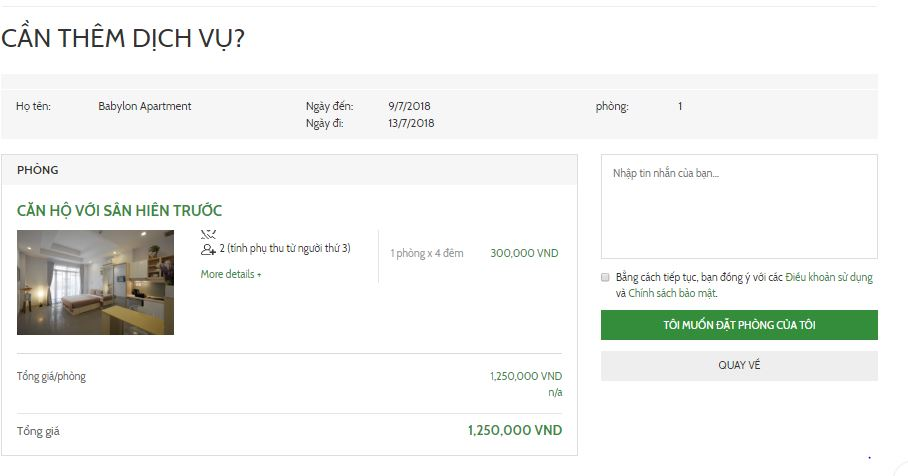 CẦN THÊM DỊCH VỤ?
Họ tên: Babylon Apartment Ngày đến: 9/7/2018 phòng: 1
Ngày đi: 13/7/2018
PHÒNG
CĂN HỘ VỚI SÂN HIÊN TRƯỚC
2 (tính phụ thu từ người thứ 3)
1 phòng x 4 đêm 300,000 VND
More details +
Tổng giá/phòng 1,250,000 VND
n/a
Tổng giá 1,250,000 VND
Nhập tin nhắn của bạn...
Bằng cách tiếp tục, bạn đồng ý với các Điều khoản sử dụng
và Chính sách bảo mật.
TÔI MUỐN ĐẶT PHÒNG CỦA TÔI
QUAY VỀ